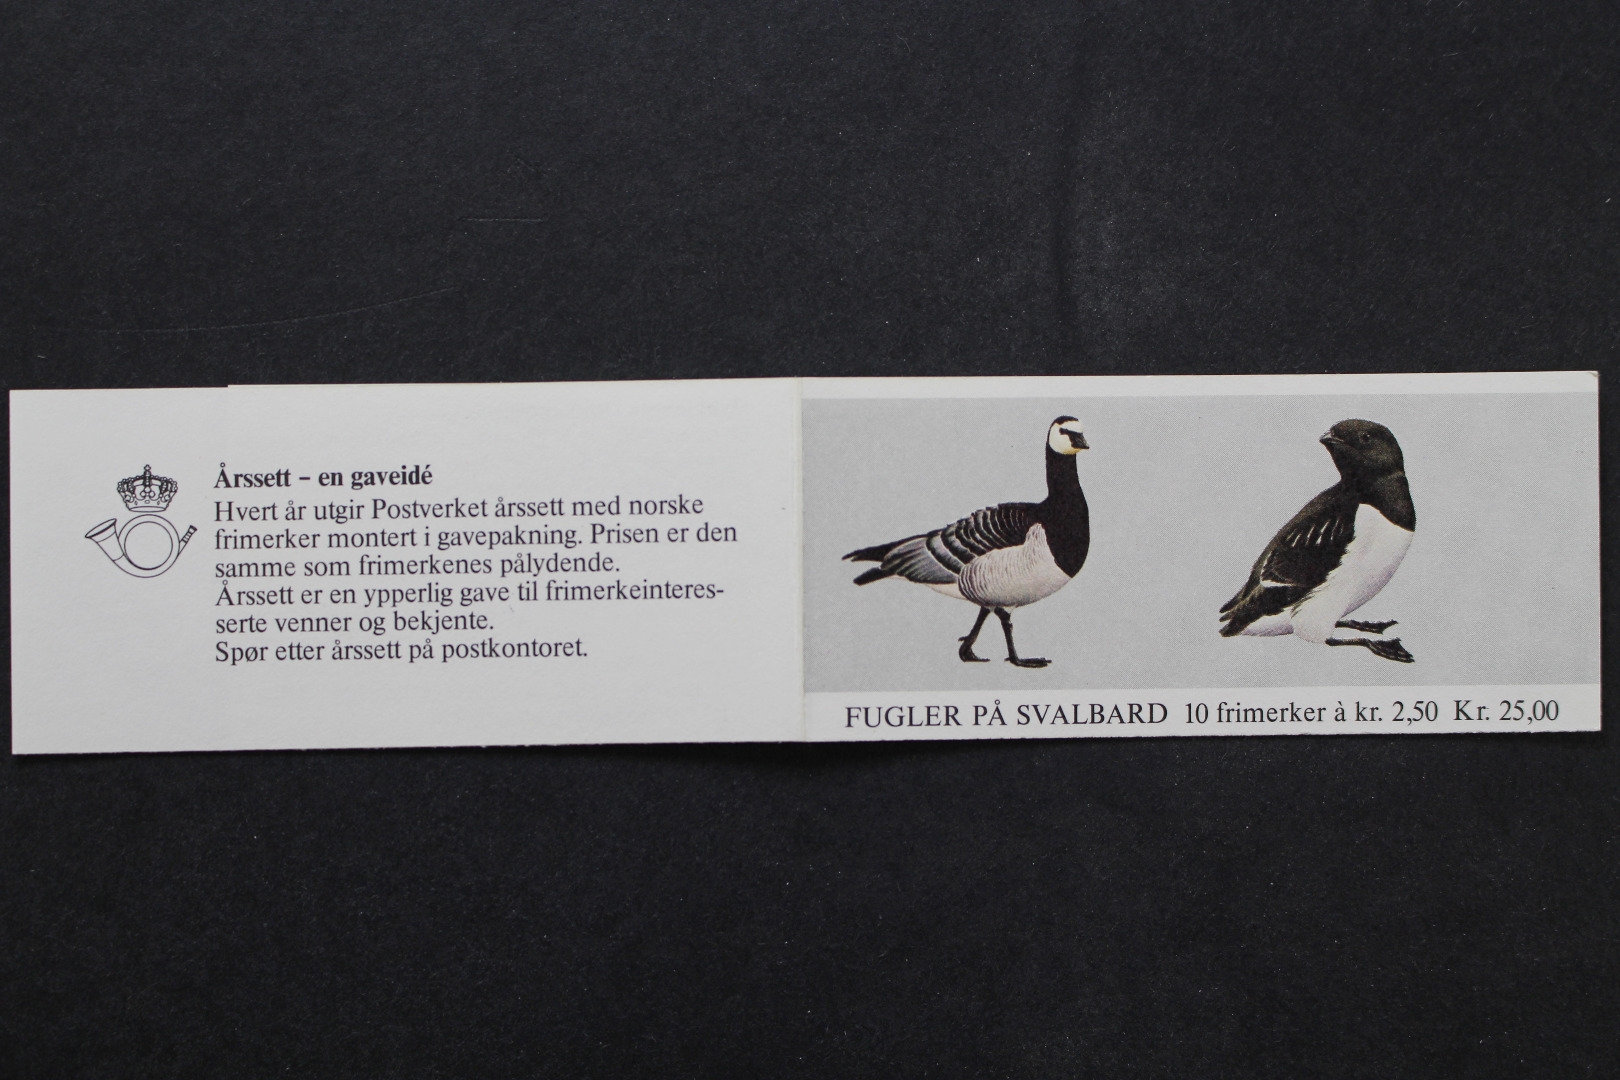 Årssett – en gaveidé
Hvert år utgir Postverket årssett med norske
frimerker montert i gavepakning. Prisen er den
samme som frimerkenes pålydende.
Årssett er en ypperlig gave til frimerkeinteres-
serte venner og bekjente.
Spør etter årssett på postkontoret.
FUGLER PÅ SVALBARD 10 frimerker à kr. 2,50 Kr. 25,00